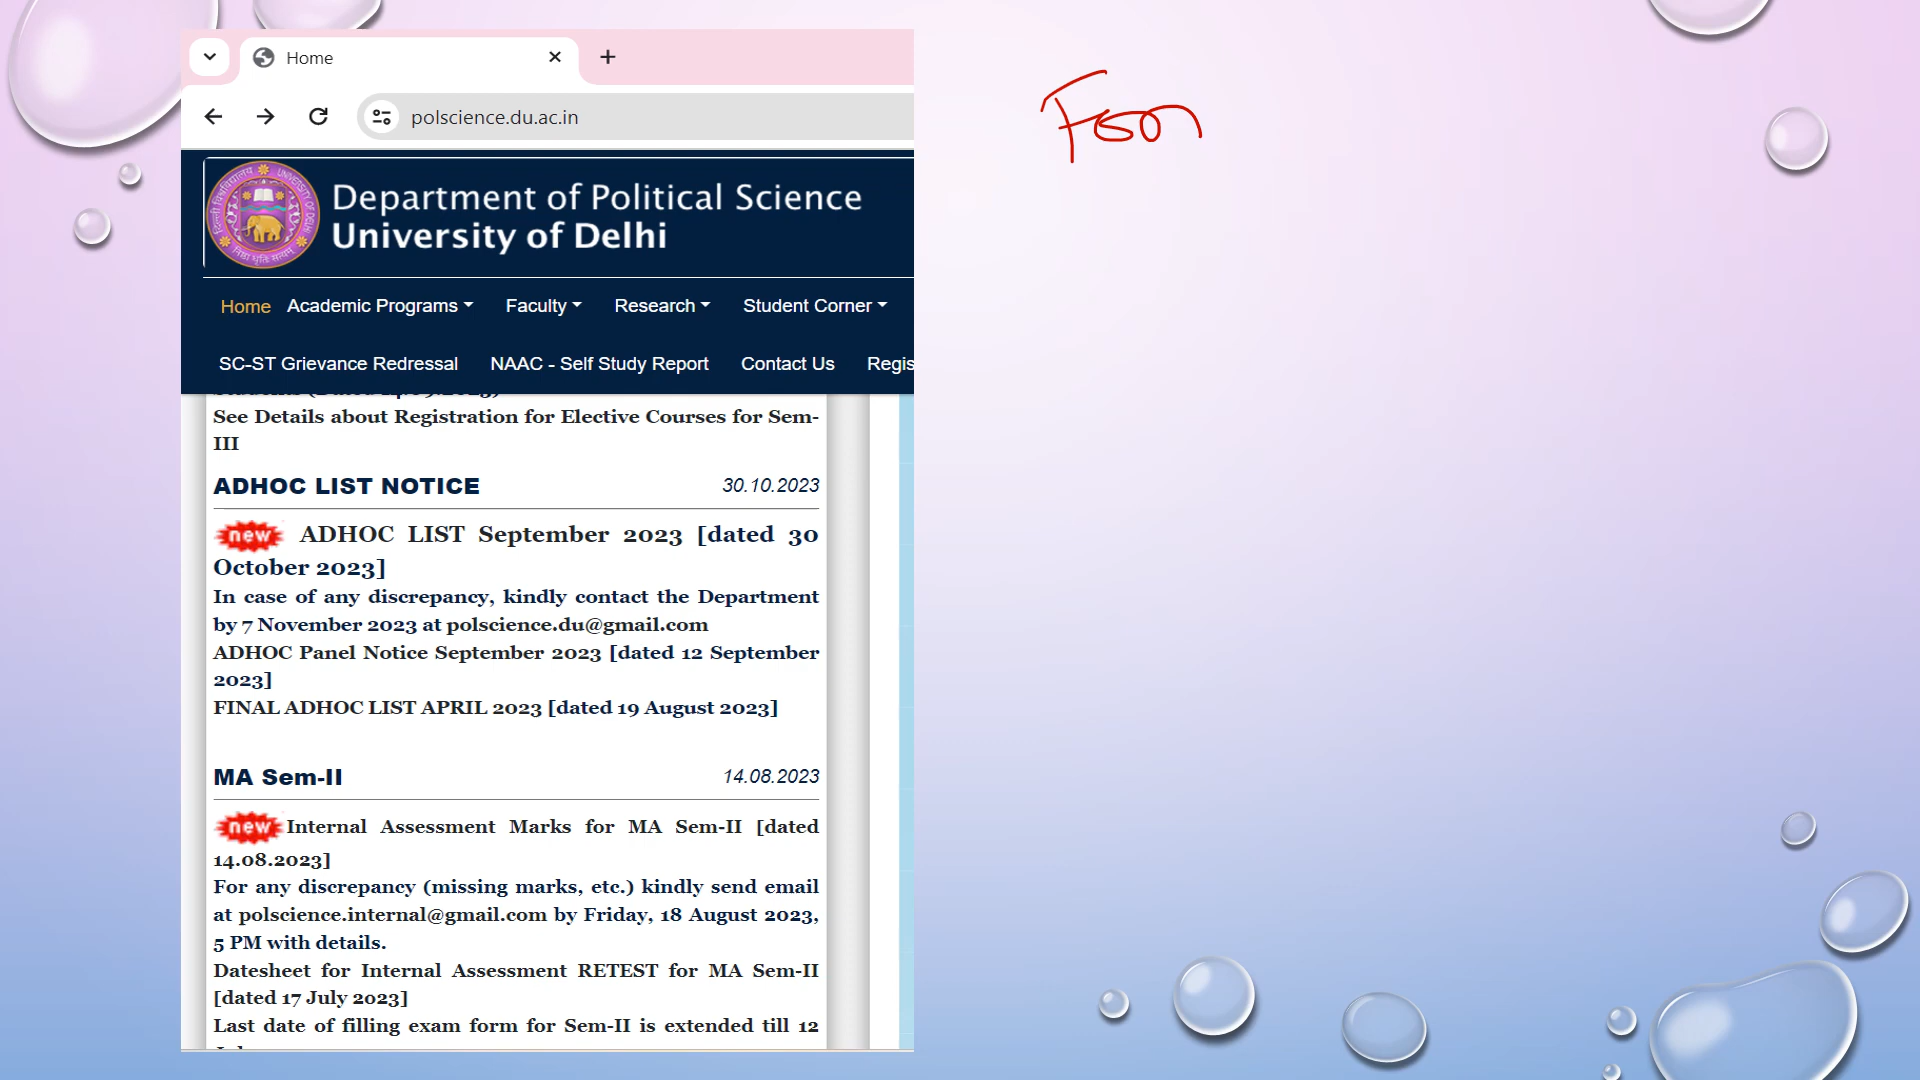 Home
polscience.du.ac.in
Department of Political Science
University of Delhi
Home Academic Programs Faculty Research Student Corner
SC-ST Grievance Redressal NAAC - Self Study Report Contact Us Regis
See Details about Registration for Elective Courses for Sem-
III
ADHOC LIST NOTICE 30.10.2023
new ADHOC LIST September 2023 [dated 30
October 2023]
In case of any discrepancy, kindly contact the Department
by 7 November 2023 at polscience.du@gmail.com
ADHOC Panel Notice September 2023 [dated 12 September
2023]
FINAL ADHOC LIST APRIL 2023 [dated 19 August 2023]
MA Sem-II 14.08.2023
new Internal Assessment Marks for MA Sem-II [dated
14.08.2023]
For any discrepancy (missing marks, etc.) kindly send email
at polscience.internal@gmail.com by Friday, 18 August 2023,
5 PM with details.
Datesheet for Internal Assessment RETEST for MA Sem-II
[dated 17 July 2023]
Last date of filling exam form for Sem-II is extended till 12